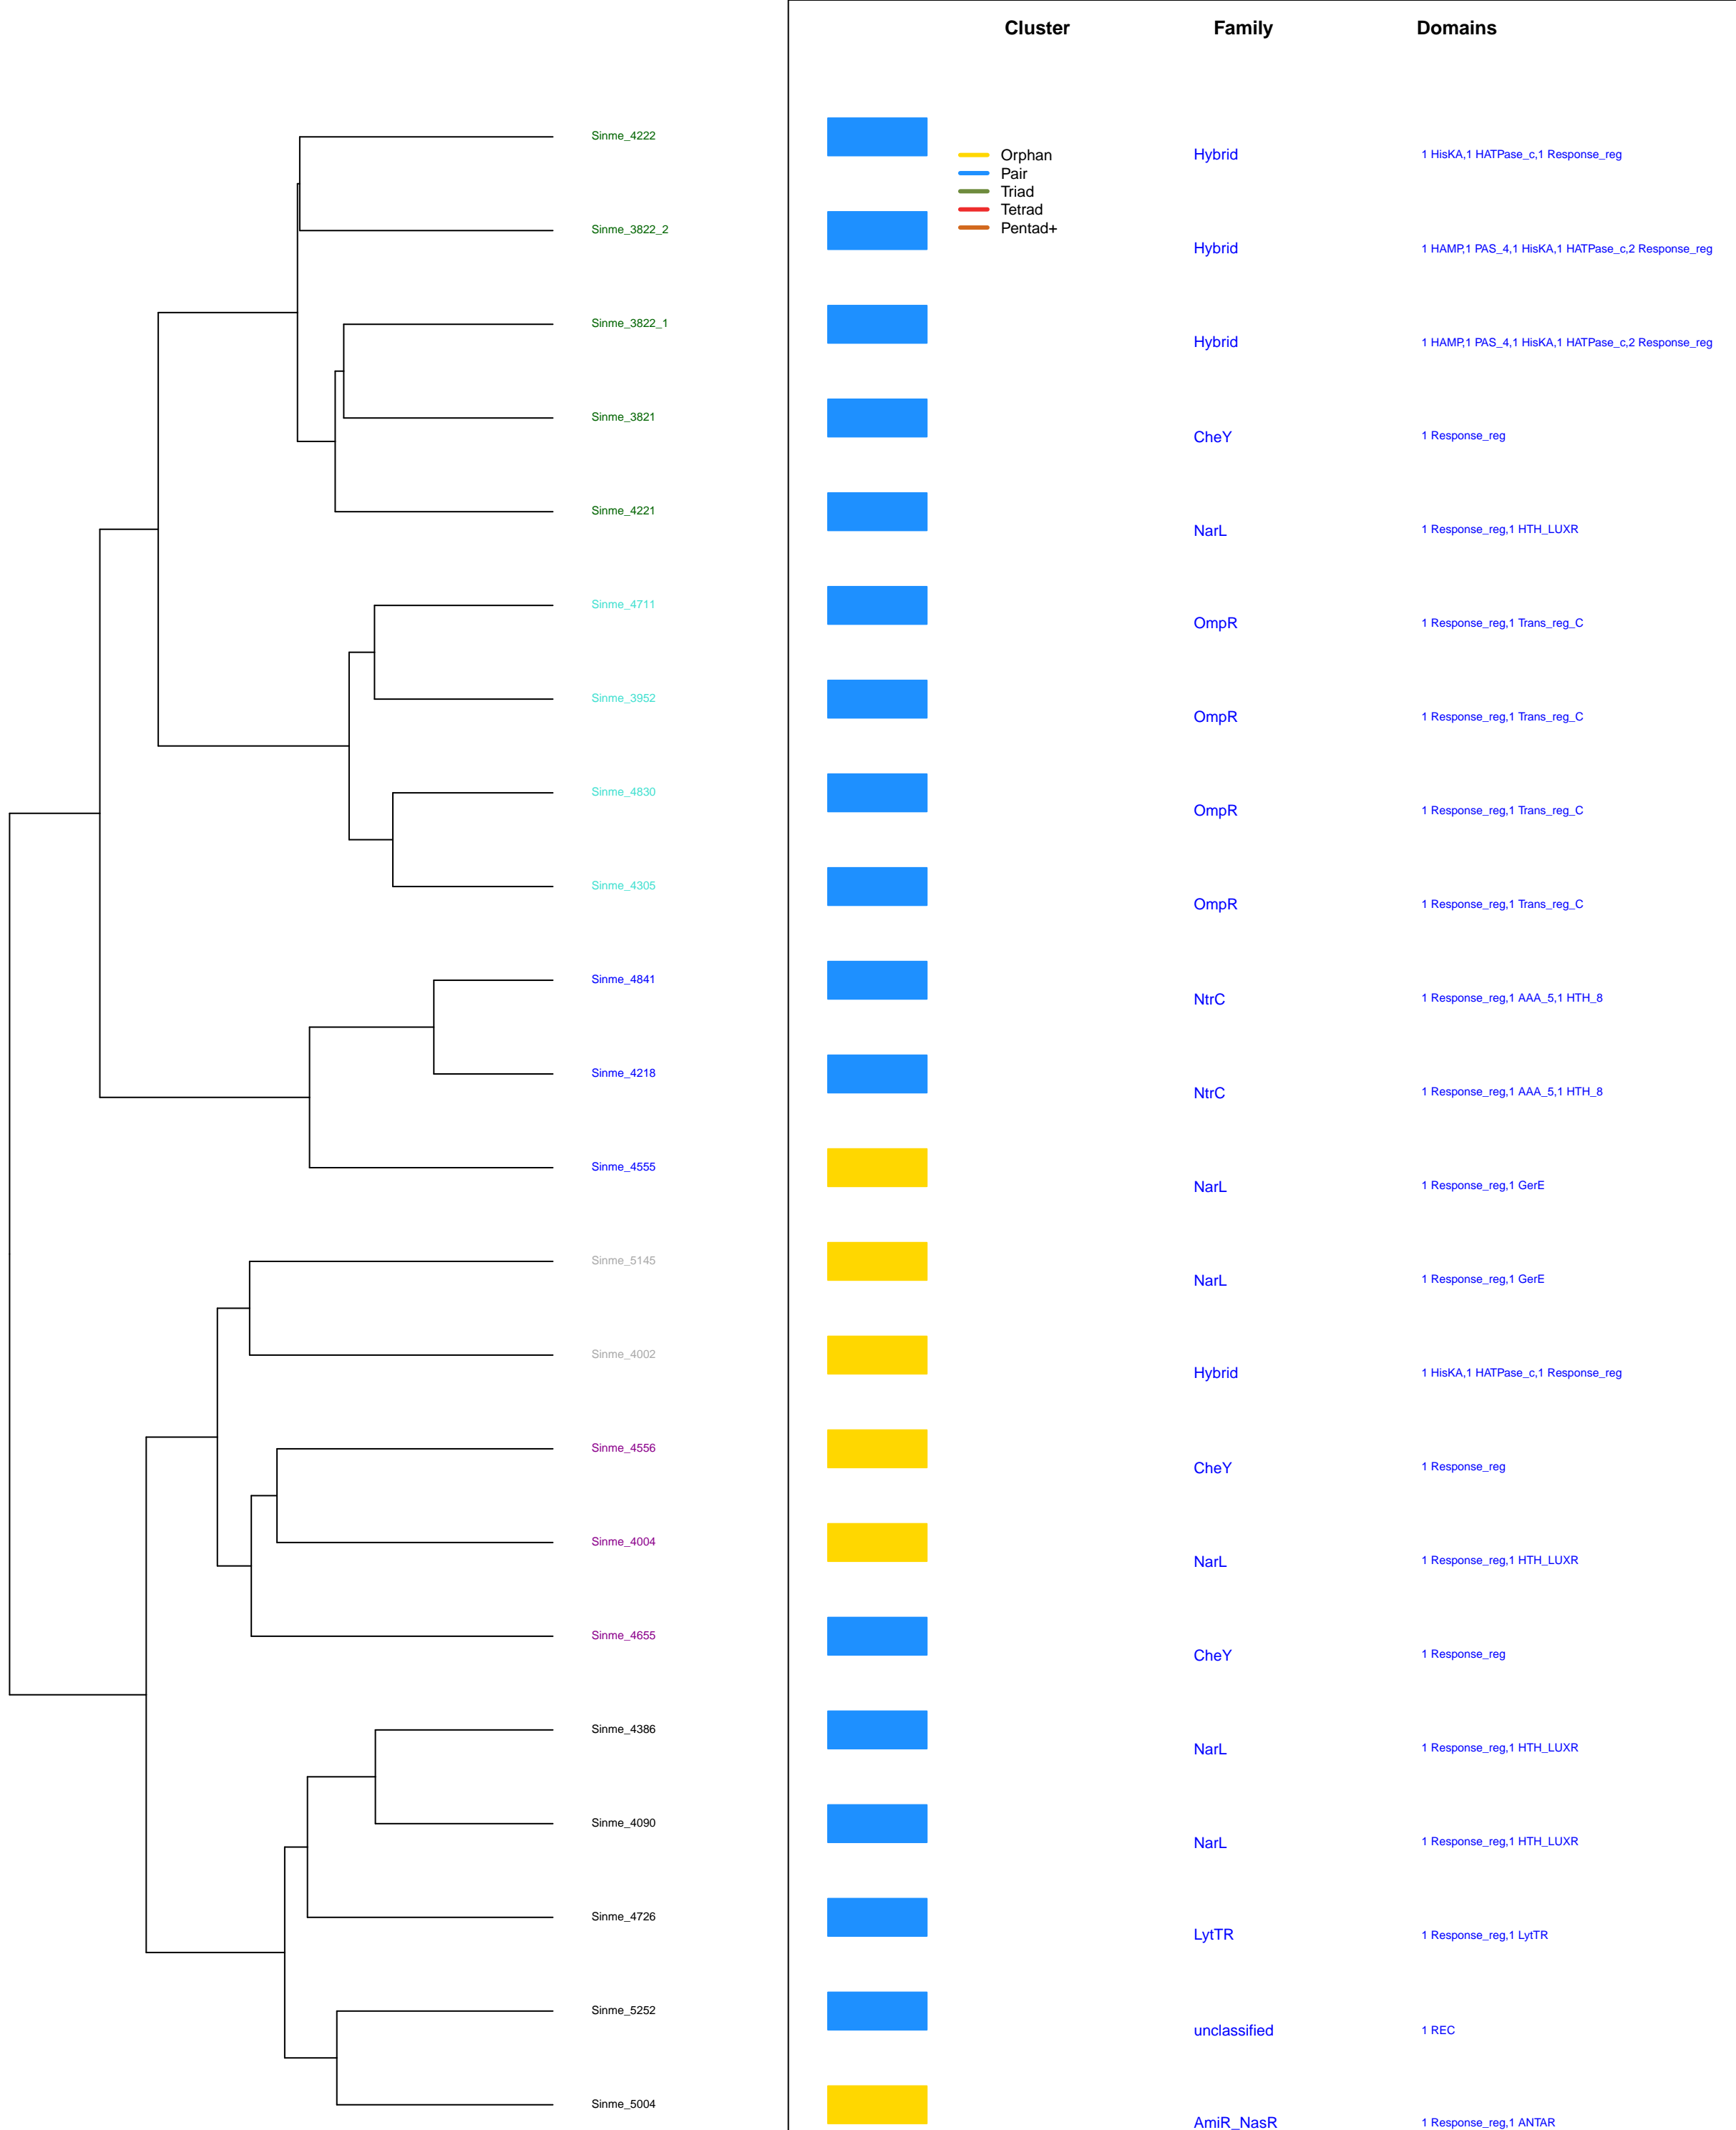 Cluster Family Domains
Sinme_4222
Orphan
Hybrid 1 HisKA,1 HATPase_c,1 Response_reg
Pair
Triad
Tetrad
Pentad+
Sinme_3822_2
Hybrid 1 HAMP,1 PAS_4,1 HisKA,1 HATPase_c,2 Response_reg
Sinme_3822_1
Hybrid 1 HAMP,1 PAS_4,1 HisKA,1 HATPase_c,2 Response_reg
Sinme_3821
CheY 1 Response_reg
Sinme_4221
NarL 1 Response_reg,1 HTH_LUXR
Sinme_4711
OmpR 1 Response_reg,1 Trans_reg_C
Sinme_3952
OmpR 1 Response_reg,1 Trans_reg_C
Sinme_4830
OmpR 1 Response_reg,1 Trans_reg_C
Sinme_4305
OmpR 1 Response_reg,1 Trans_reg_C
Sinme_4841
NtrC 1 Response_reg,1 AAA_5,1 HTH_8
Sinme_4218
NtrC 1 Response_reg,1 AAA_5,1 HTH_8
Sinme_4555
NarL 1 Response_reg,1 GerE
Sinme_5145
NarL 1 Response_reg,1 GerE
Sinme_4002
Hybrid 1 HisKA,1 HATPase_c,1 Response_reg
Sinme_4556
CheY 1 Response_reg
Sinme_4004
NarL 1 Response_reg,1 HTH_LUXR
Sinme_4655
CheY 1 Response_reg
Sinme_4386
NarL 1 Response_reg,1 HTH_LUXR
Sinme_4090
NarL 1 Response_reg,1 HTH_LUXR
Sinme_4726
LytTR 1 Response_reg,1 LytTR
Sinme_5252
unclassified 1 REC
Sinme_5004
AmiR_NasR 1 Response_reg,1 ANTAR